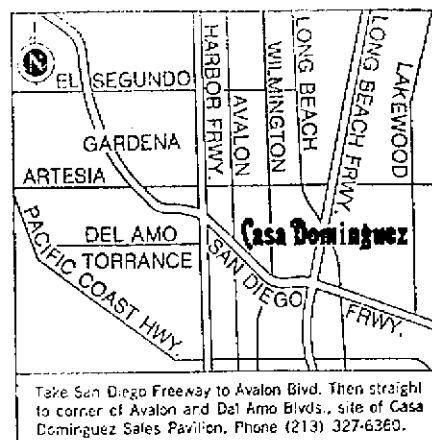 N
EL SEGUNDO
HARBOR FRWY.
AVALON
WILMINGTON
LONG BEACH
LONG BEACH FRWY.
LAKEWOOD
GARDENA
ARTESIA
PACIFIC COAST HWY.
DEL AMO
TORRANCE
Casa Dominguez
SAN DIEGO FRWY.
Take San Diego Freeway to Avalon Blvd. Then straight
to corner of Avalon and Del Amo Blvds., site of Casa
Dominguez Sales Pavilion. Phone (213) 327-6360.